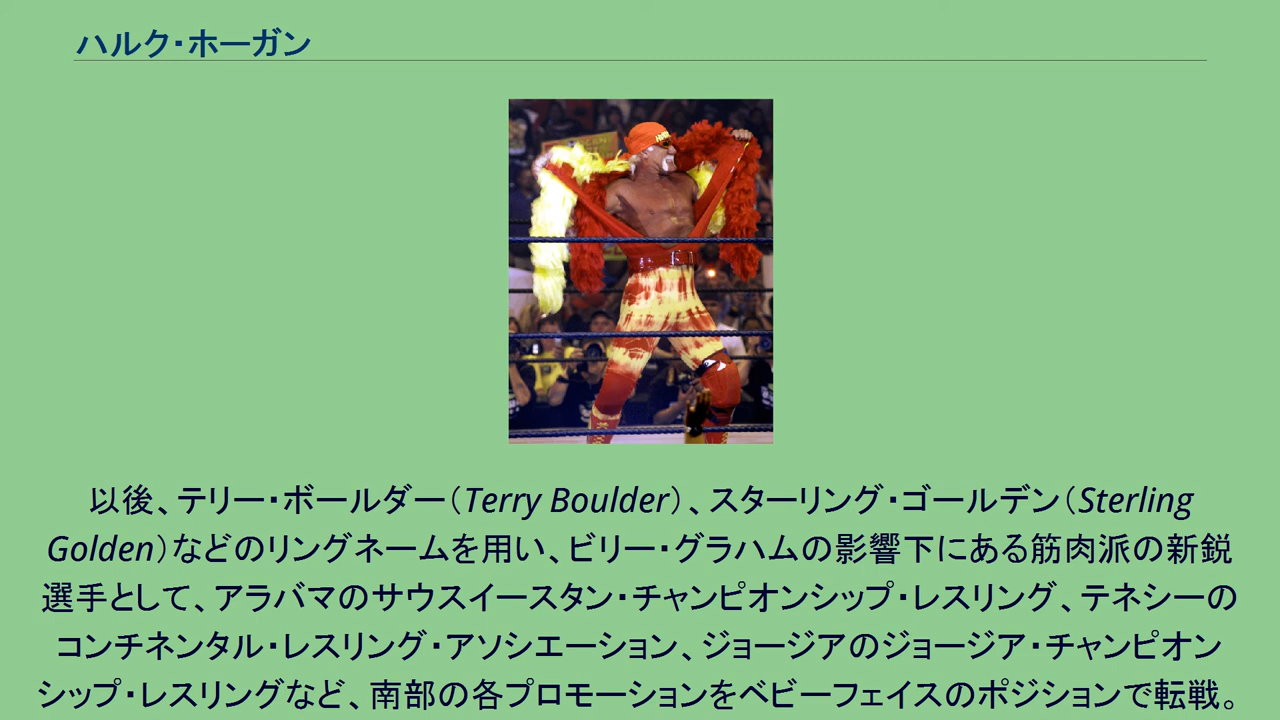 ハルク・ホーガン
以後、テリー・ボールダー（Terry Boulder）、スターリング・ゴールデン（Sterling
Golden）などのリングネームを用い、ビリー・グラハムの影響下にある筋肉派の新鋭
選手として、アラバマのサウスイースタン・チャンピオンシップ・レスリング、テネシーの
コンチネンタル・レスリング・アソシエーション、ジョージアのジョージア・チャンピオン
シップ・レスリングなど、南部の各プロモーションをベビーフェイスのポジションで転戦。